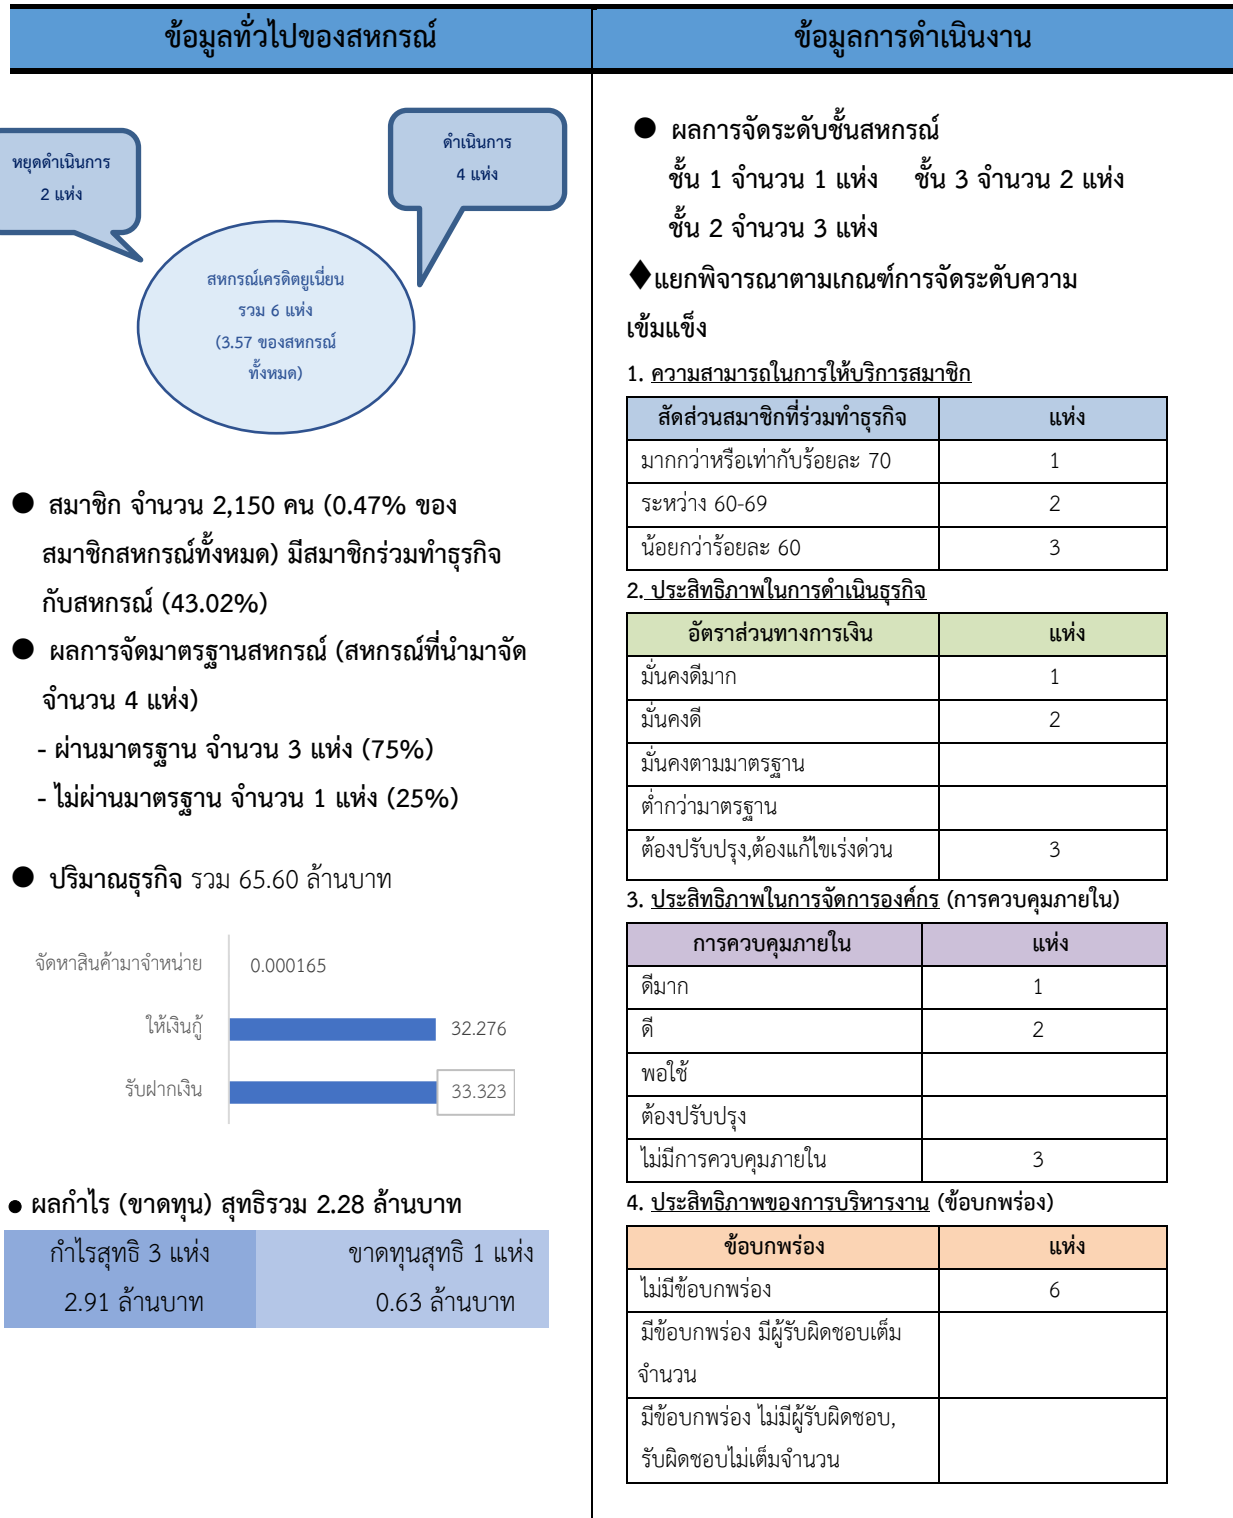 ข้อมูลทั่วไปของสหกรณ์
หยุดดำเนินการ
2 แห่ง
ดำเนินการ
4 แห่ง
สหกรณ์เครดิตยูเนี่ยน
รวม 6 แห่ง
(3.57 ของสหกรณ์
ทั้งหมด)
● สมาชิก จำนวน 2,150 คน (0.47% ของ
สมาชิกสหกรณ์ทั้งหมด) มีสมาชิกร่วมทำธุรกิจ
กับสหกรณ์ (43.02%)
● ผลการจัดมาตรฐานสหกรณ์ (สหกรณ์ที่นำมาจัด
จำนวน 4 แห่ง)
- ผ่านมาตรฐาน จำนวน 3 แห่ง (75%)
- ไม่ผ่านมาตรฐาน จำนวน 1 แห่ง (25%)
● ปริมาณธุรกิจ รวม 65.60 ล้านบาท
จัดหาสินค้ามาจำหน่าย 0.000165
ให้เงินกู้ 32.276
รับฝากเงิน 33.323
● ผลกำไร (ขาดทุน) สุทธิรวม 2.28 ล้านบาท
กำไรสุทธิ 3 แห่ง ขาดทุนสุทธิ 1 แห่ง
2.91 ล้านบาท 0.63 ล้านบาท
ข้อมูลการดำเนินงาน
● ผลการจัดระดับชั้นสหกรณ์
ชั้น 1 จำนวน 1 แห่ง ชั้น 3 จำนวน 2 แห่ง
ชั้น 2 จำนวน 3 แห่ง
♦แยกพิจารณาตามเกณฑ์การจัดระดับความ
เข้มแข็ง
1. ความสามารถในการให้บริการสมาชิก
สัดส่วนสมาชิกที่ร่วมทำธุรกิจ แห่ง
มากกว่าหรือเท่ากับร้อยละ 70 1
ระหว่าง 60-69 2
น้อยกว่าร้อยละ 60 3
2. ประสิทธิภาพในการดำเนินธุรกิจ
อัตราส่วนทางการเงิน แห่ง
มั่นคงดีมาก 1
มั่นคงดี 2
มั่นคงตามมาตรฐาน
ต่ำกว่ามาตรฐาน
ต้องปรับปรุง,ต้องแก้ไขเร่งด่วน 3
3. ประสิทธิภาพในการจัดการองค์กร (การควบคุมภายใน)
การควบคุมภายใน แห่ง
ดีมาก 1
ดี 2
พอใช้
ต้องปรับปรุง
ไม่มีการควบคุมภายใน 3
4. ประสิทธิภาพของการบริหารงาน (ข้อบกพร่อง)
ข้อบกพร่อง แห่ง
ไม่มีข้อบกพร่อง 6
มีข้อบกพร่อง มีผู้รับผิดชอบเต็ม
จำนวน
มีข้อบกพร่อง ไม่มีผู้รับผิดชอบ,
รับผิดชอบไม่เต็มจำนวน